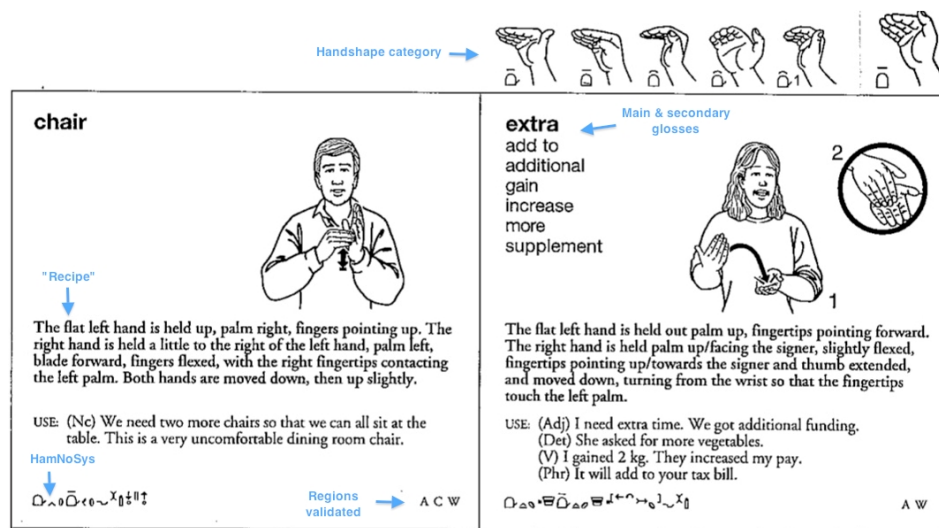 Handshape category
1
chair
extra
Main & secondary
glosses
add to
additional
gain
increase
more
supplement
2
1
"Recipe"
The flat left hand is held up, palm right, fingers pointing up. The
right hand is held a little to the right of the left hand, palm left,
blade forward, fingers flexed, with the right fingertips contacting
the left palm. Both hands are moved down, then up slightly.
USE: (Nc) We need two more chairs so that we can all sit at the
table. This is a very uncomfortable dining room chair.
HamNoSys
Regions
validated
A C W
The flat left hand is held out palm up, fingertips pointing forward.
The right hand is held palm up/facing the signer, slightly flexed,
fingertips pointing up/towards the signer and thumb extended,
and moved down, turning from the wrist so that the fingertips
touch the left palm.
USE: (Adj) I need extra time. We got additional funding.
(Det) She asked for more vegetables.
(V) I gained 2 kg. They increased my pay.
(Phr) It will add to your tax bill.
A W